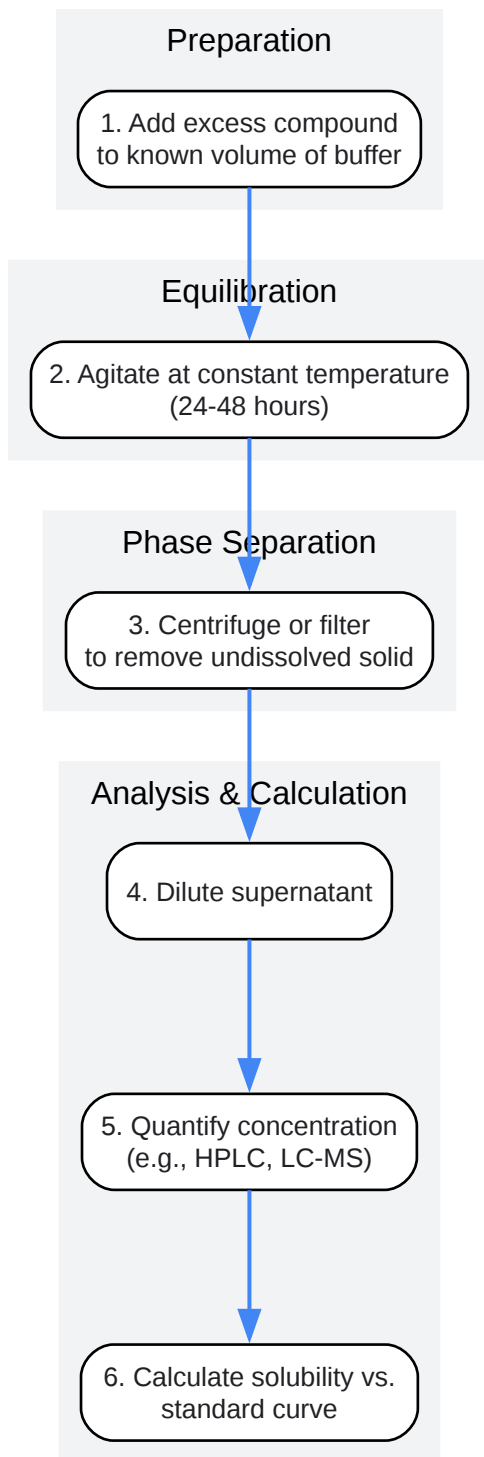 Preparation
1. Add excess compound
to known volume of buffer
Equilibration
2. Agitate at constant temperature
(24-48 hours)
Phase Separation
3. Centrifuge or filter
to remove undissolved solid
Analysis & Calculation
4. Dilute supernatant
5. Quantify concentration
(e.g., HPLC, LC-MS)
6. Calculate solubility vs.
standard curve